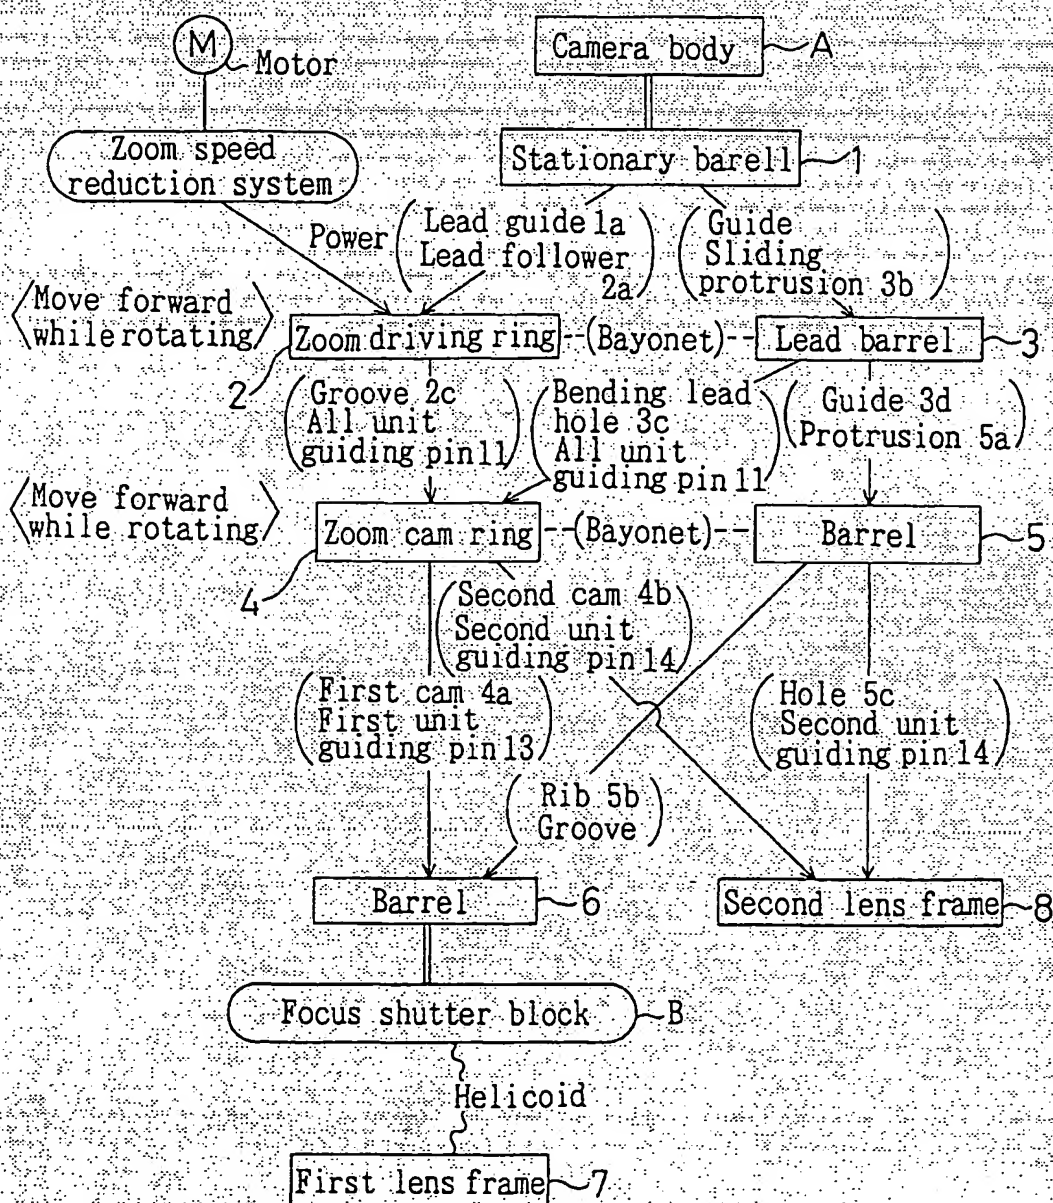 M
Motor
Camera body
A
Zoom speed
reduction system
Stationary barell
1
Power
Lead guide 1a
Lead follower
2a
Guide
Sliding
protrusion 3b
Move forward
while rotating
Zoom driving ring
(Bayonet)
Lead barrel
3
2
Groove 2c
All unit
guiding pin 11
Bending lead
hole 3c
All unit
guiding pin 11
Guide 3d
Protrusion 5a
Move forward
while rotating
Zoom cam ring
(Bayonet)
Barrel
5
4
Second cam 4b
Second unit
guiding pin 14
First cam 4a
First unit
guiding pin 13
Hole 5c
Second unit
guiding pin 14
Rib 5b
Groove
Barrel
6
Second lens frame
8
Focus shutter block
B
Helicoid
First lens frame
7